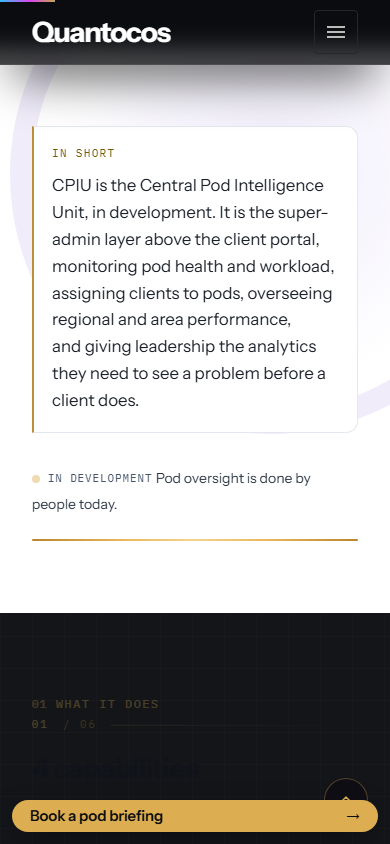 Quantocos
IN SHORT
CPIU is the Central Pod Intelligence
Unit, in development. It is the super-
admin layer above the client portal,
monitoring pod health and workload,
assigning clients to pods, overseeing
regional and area performance,
and giving leadership the analytics
they need to see a problem before a
client does.
IN DEVELOPMENT Pod oversight is done by
people today.
01 WHAT IT DOES
01 / 06
Book a pod briefing →